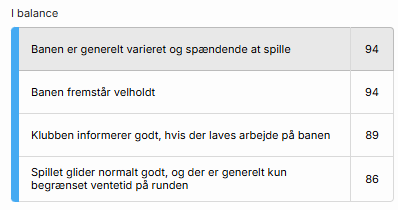 I balance
Banen er generelt varieret og spændende at spille 94
Banen fremstår velholdt 94
Klubben informerer godt, hvis der laves arbejde på banen 89
Spillet glider normalt godt, og der er generelt kun
begrænset ventetid på runden 86